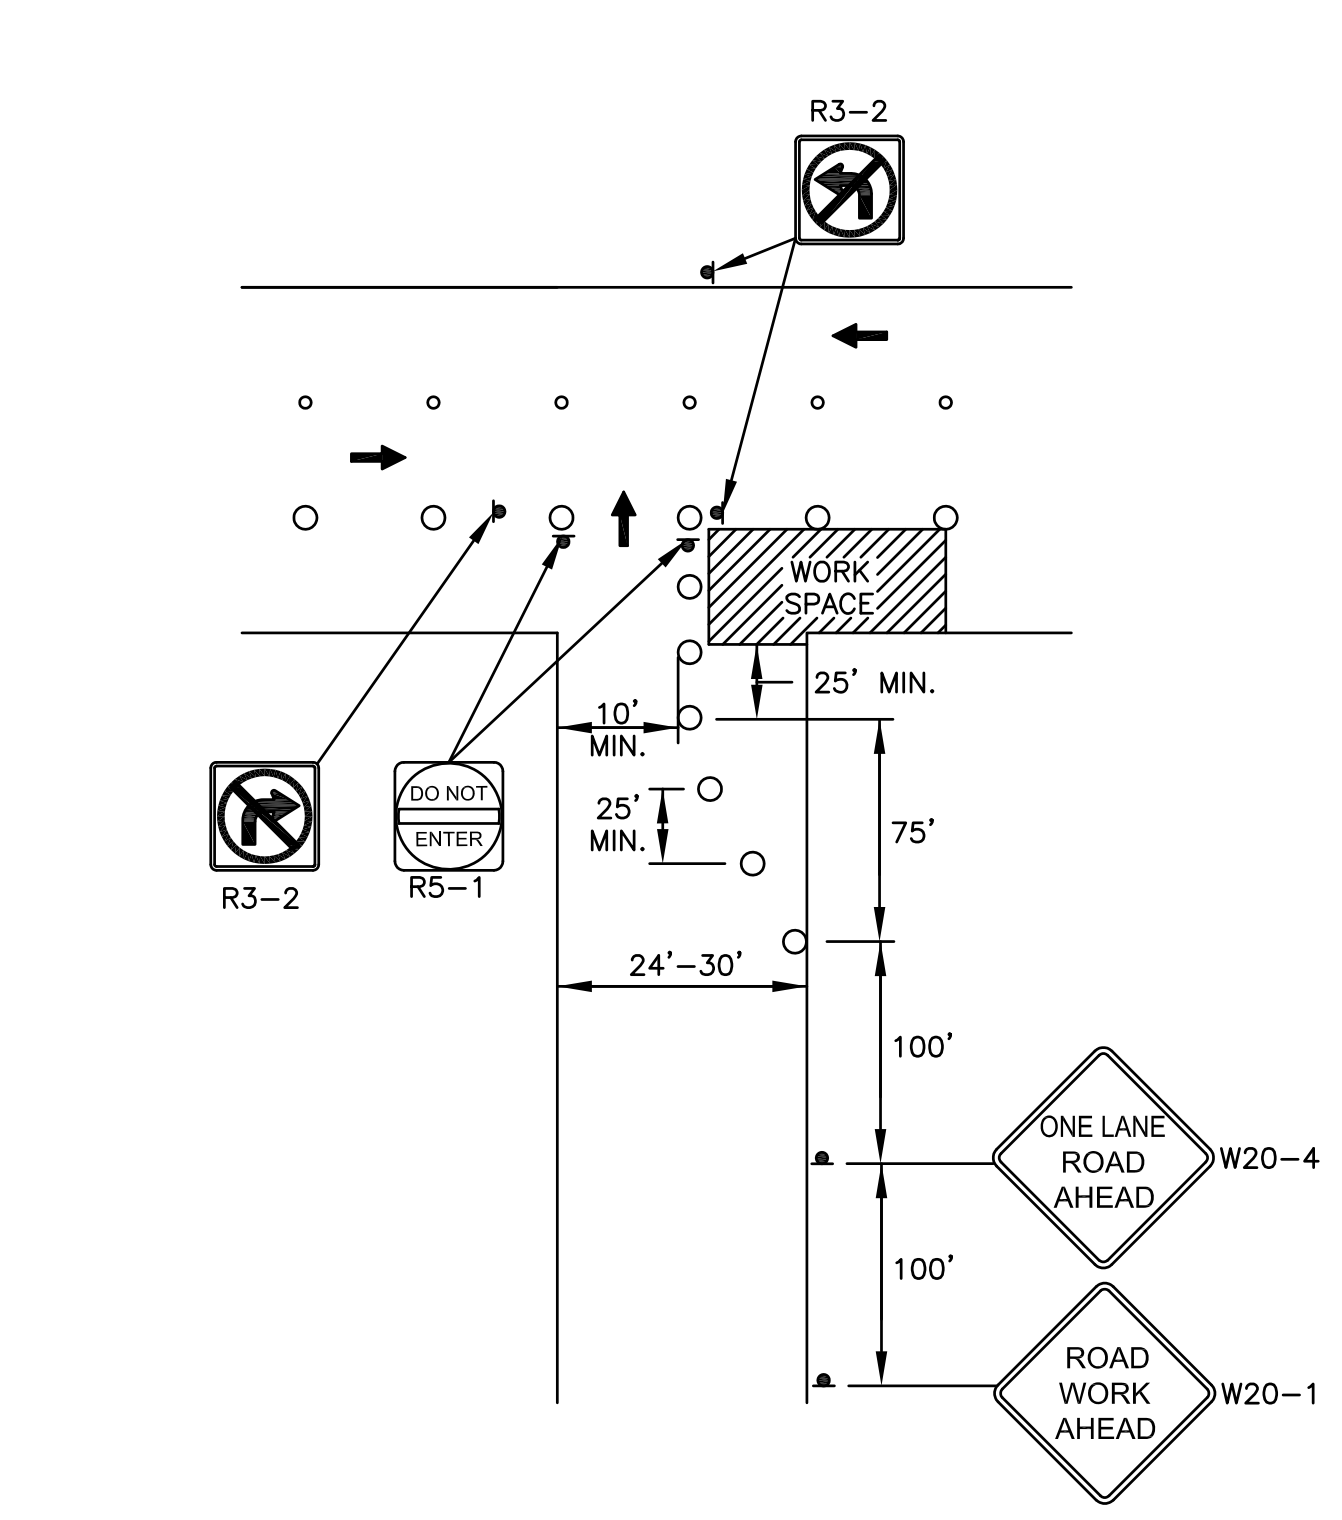 R3-2
WORK
SPACE
25' MIN.
10'
MIN.
25'
MIN.
75'
DO NOT
ENTER
R5-1
R3-2
24'-30'
100'
ONE LANE
ROAD
AHEAD
W20-4
100'
ROAD
WORK
AHEAD
W20-1